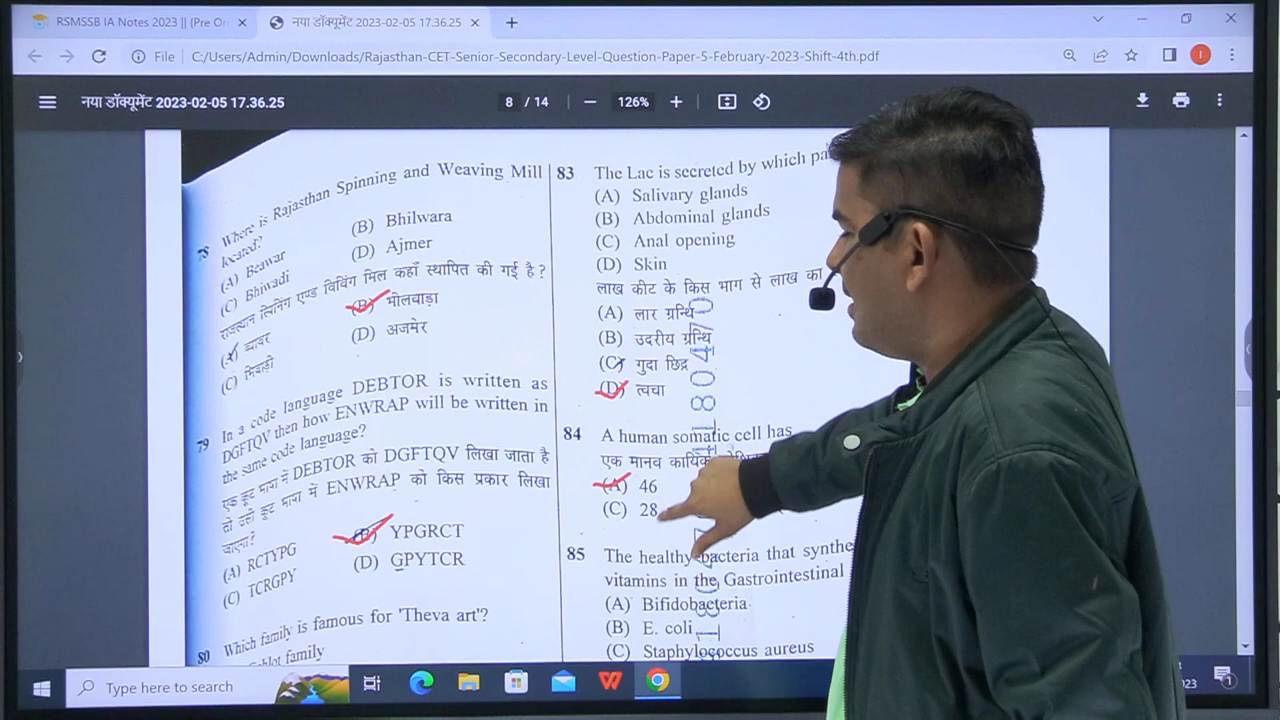 RSMSSB IA Notes 2023 || (Pre On
नया डॉक्यूमेंट 2023-02-05 17.36.25
File C:/Users/Admin/Downloads/Rajasthan-CET-Senior-Secondary-Level-Question-Paper-5-February-2023-Shift-4th.pdf
नया डॉक्यूमेंट 2023-02-05 17.36.25
8 / 14
126%
78 Where is Rajasthan Spinning and Weaving Mill
located?
(A) Beawar (B) Bhilwara
(C) Bhiwadi (D) Ajmer
राजस्थान स्पिनिंग एण्ड विविंग मिल कहाँ स्थापित की गई है?
(A) ब्यावर (B) भीलवाड़ा
(C) भिवाड़ी (D) अजमेर
79 In a code language DEBTOR is written as
DGFTQV then how ENWRAP will be written in
the same code language?
एक कूट भाषा में DEBTOR को DGFTQV लिखा जाता है
तो उसी कूट भाषा में ENWRAP को किस प्रकार लिखा
जाएगा?
(A) RCTYPG (B) YPGRCT
(C) TCRGPY (D) GPYTCR
80 Which family is famous for 'Theva art'?
family
83 The Lac is secreted by which
(A) Salivary glands
(B) Abdominal glands
(C) Anal opening
(D) Skin
लाख कीट के किस भाग से लाख का
(A) लार ग्रन्थि
(B) उदरीय ग्रन्थि
(C) गुदा छिद्र
(D) त्वचा
84 A human somatic cell has
एक मानव कायिक
(A) 46
(C) 28
85 The healthy bacteria that synthe
vitamins in the Gastrointestinal
(A) Bifidobacteria
(B) E. coli
(C) Staphylococcus aureus
Type here to search